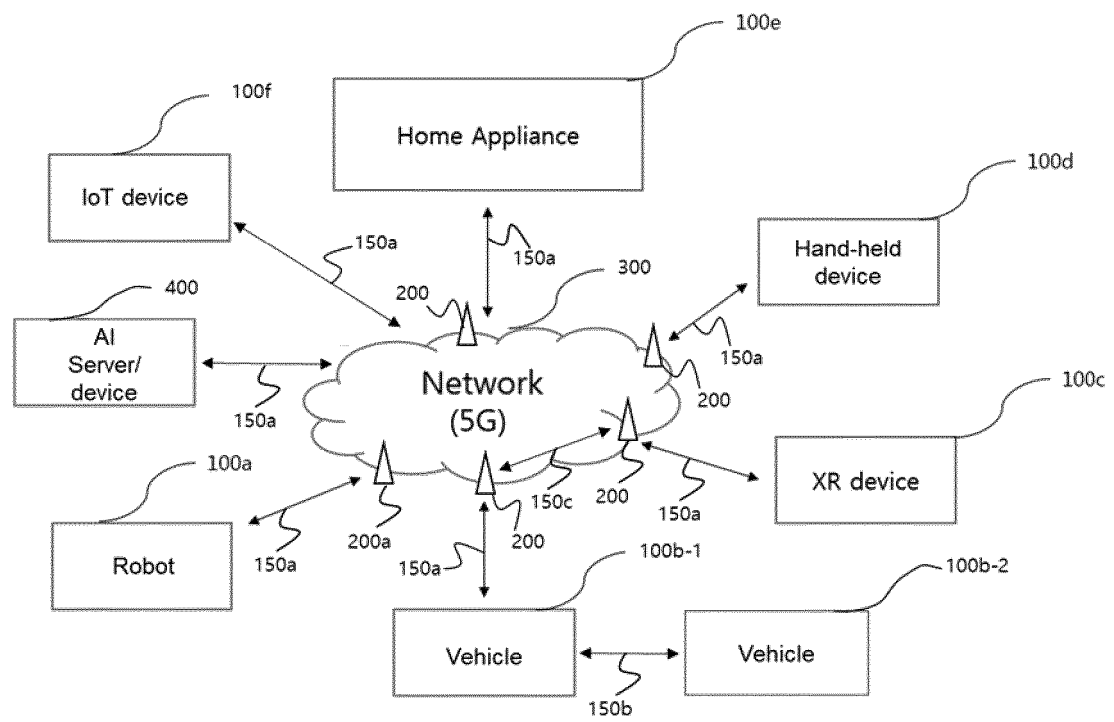 100e
100f
Home Appliance
100d
IoT device
150a
150a
Hand-held
device
400
200
300
AI
Server/
device
150a
150a
Network
(5G)
200
100c
100a
150c
200
150a
XR device
Robot
150a
200a
200
150a
100b-1
100b-2
Vehicle
Vehicle
150b